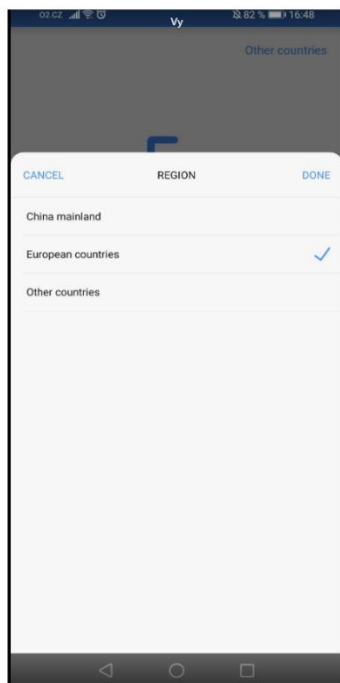 O2.CZ 82 % 16:48
Vy
Other countries
CANCEL REGION DONE
China mainland
European countries
Other countries